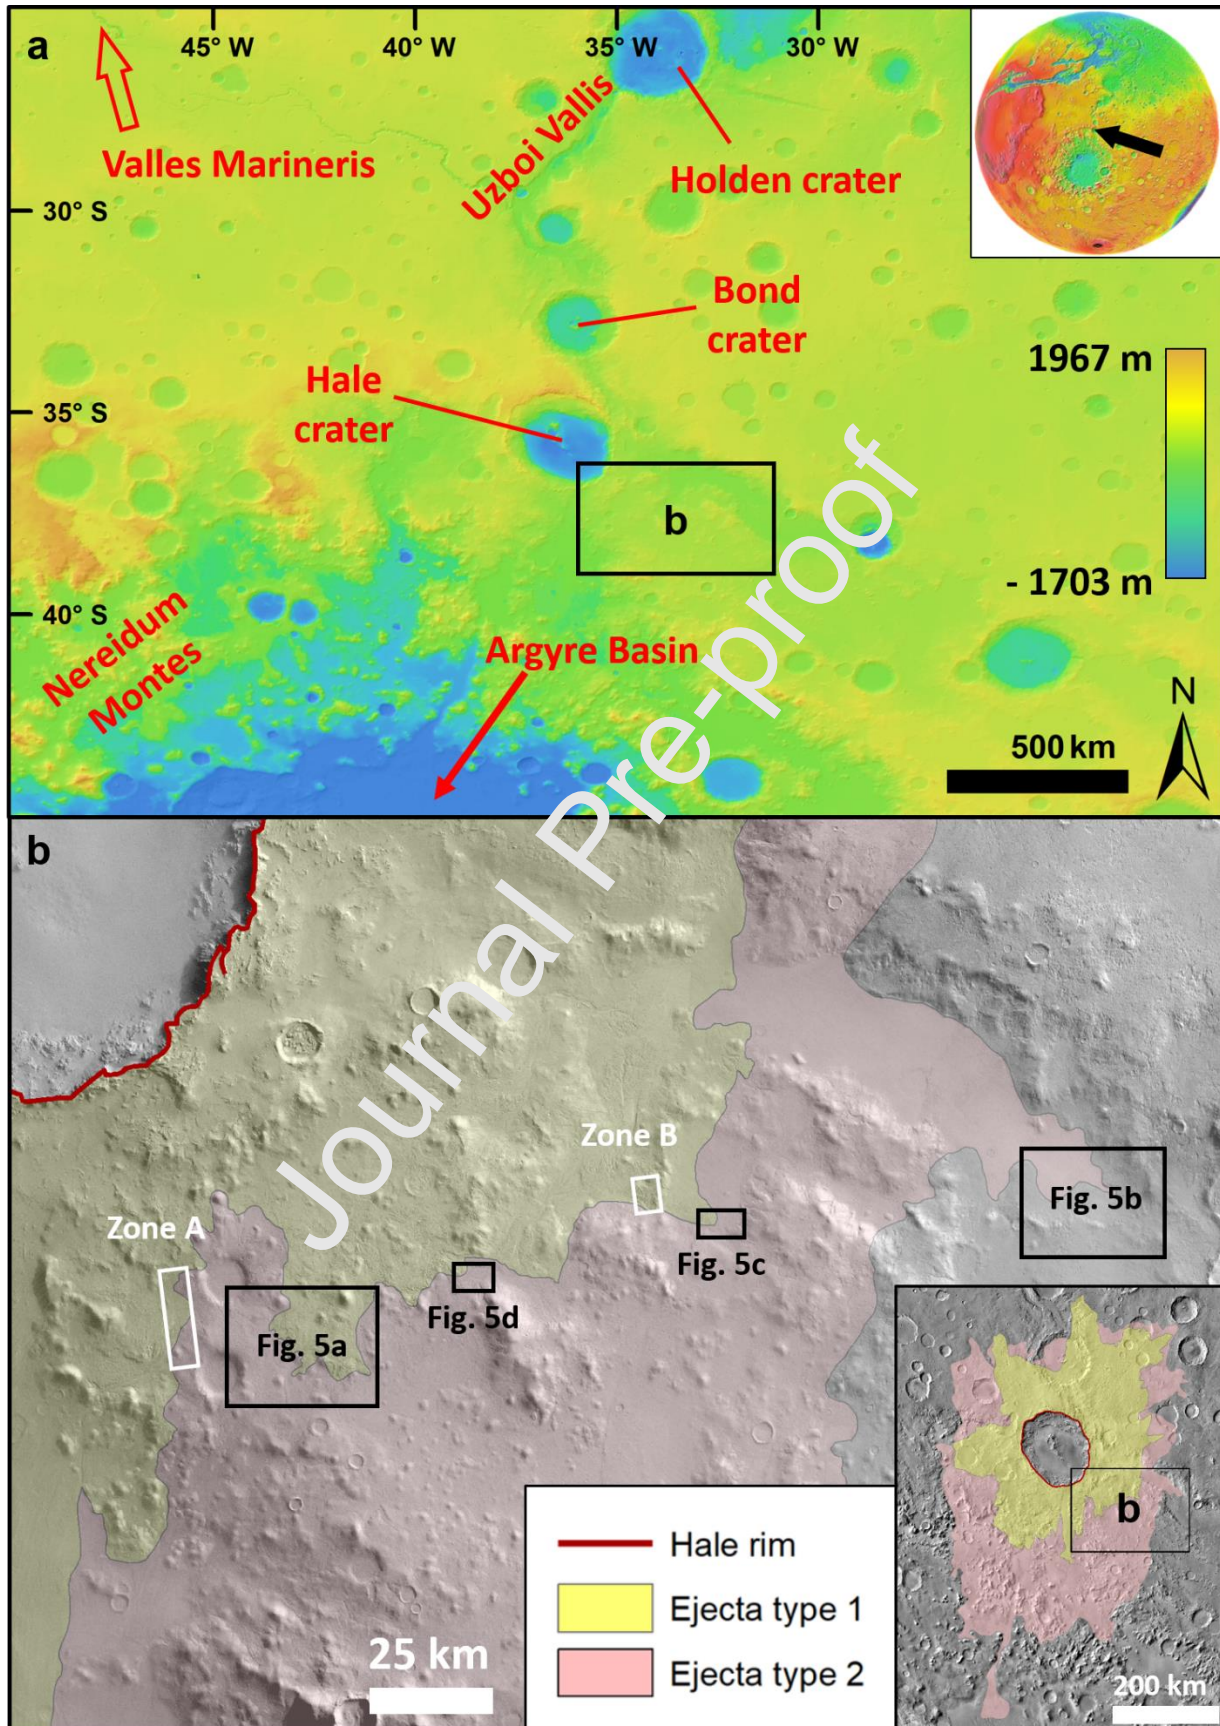 a
45° W
40° W
35° W
30° W
Valles Marineris
Uzboi Vallis
Holden crater
30° S
Bond
crater
1967 m
Hale
crater
35° S
b
- 1703 m
40° S
Nereidum
Montes
Argyre Basin
N
500 km
Journal Pre-proof
b
Zone B
Zone A
Fig. 5b
Fig. 5c
Fig. 5d
Fig. 5a
b
Hale rim
Ejecta type 1
Ejecta type 2
25 km
200 km